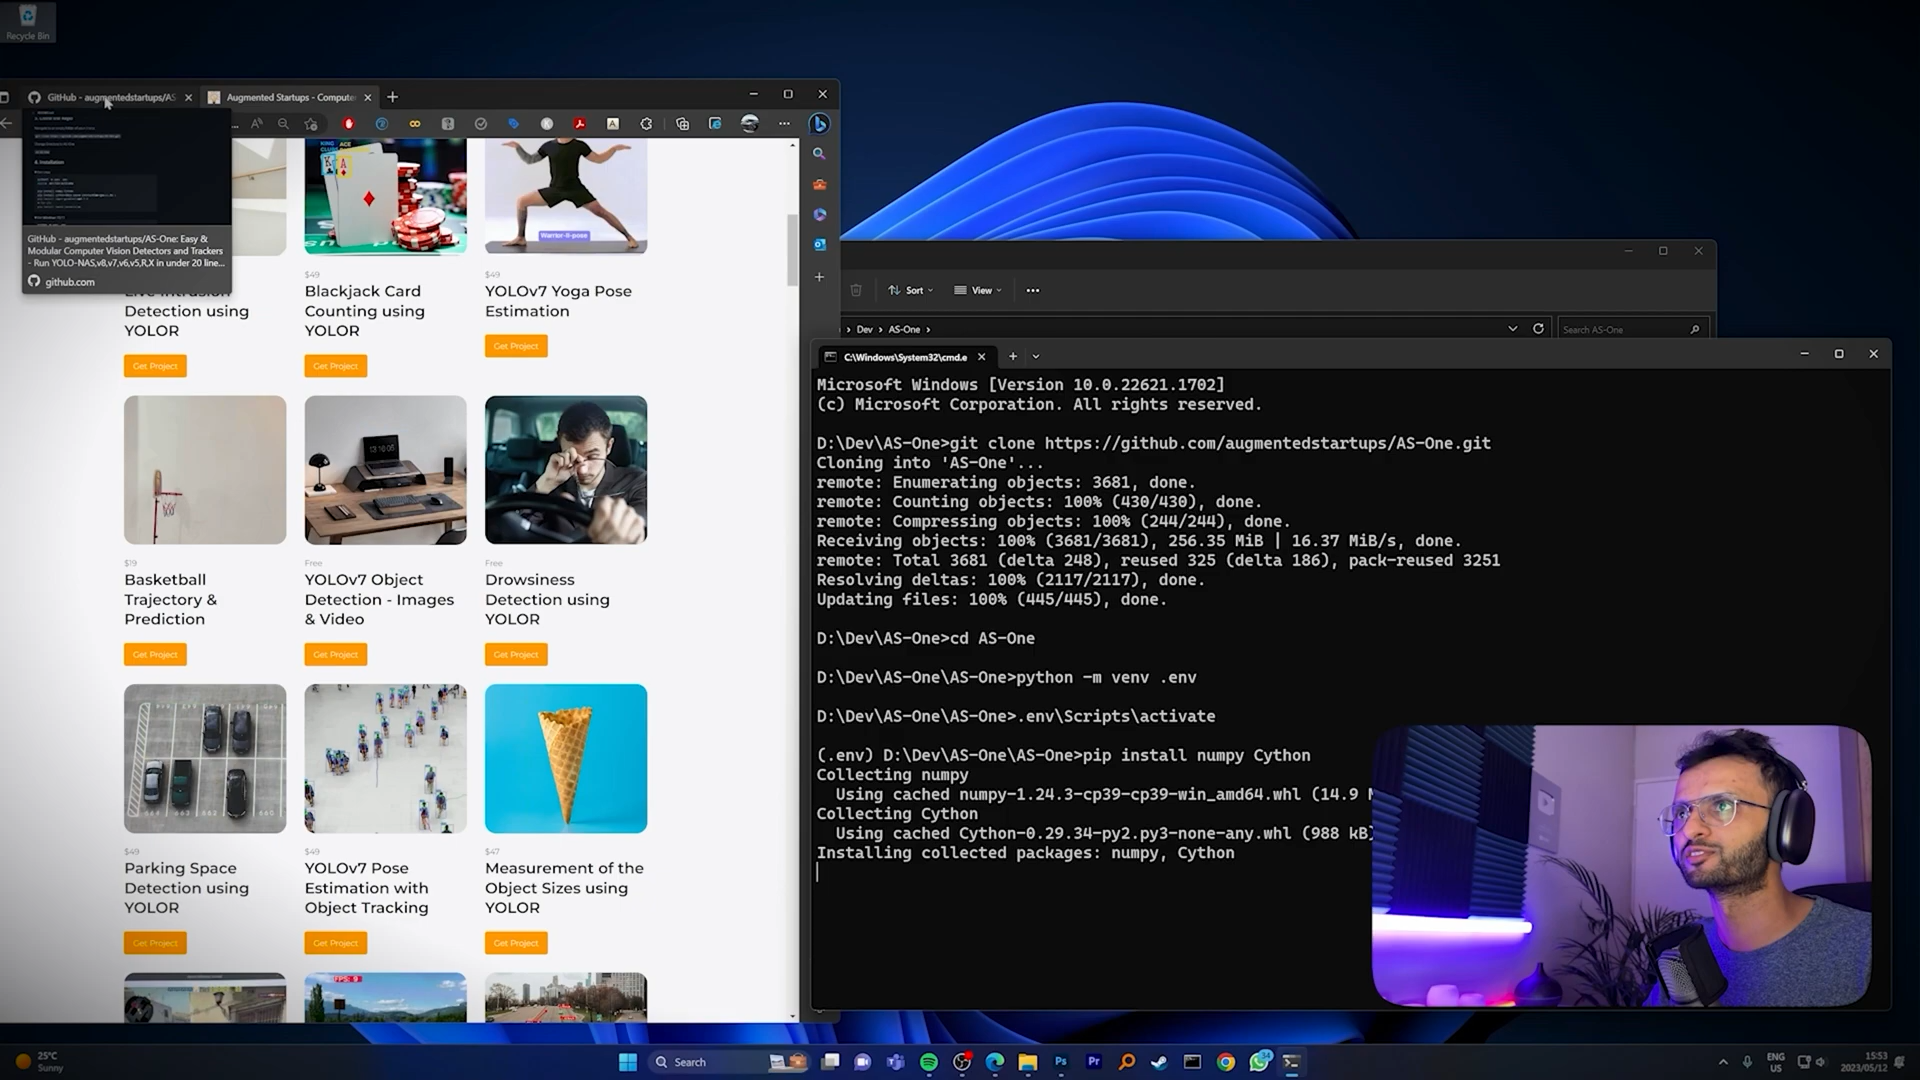 Recycle Bin
GitHub - augmentedstartups/AS
Augmented Startups - Compute
4. Installation
GitHub - augmentedstartups/AS-One: Easy &
Modular Computer Vision Detectors and Trackers
- Run YOLO-NAS,v8,v7,v6,v5,R,X in under 20 line...
github.com
Detection using
YOLOR
Get Project
$49
Blackjack Card
Counting using
YOLOR
Get Project
Warrior-II-pose
$49
YOLOv7 Yoga Pose
Estimation
Get Project
$19
Basketball
Trajectory &
Prediction
Get Project
Free
YOLOv7 Object
Detection - Images
& Video
Get Project
Free
Drowsiness
Detection using
YOLOR
Get Project
$49
Parking Space
Detection using
YOLOR
Get Project
$49
YOLOv7 Pose
Estimation with
Object Tracking
Get Project
$47
Measurement of the
Object Sizes using
YOLOR
Get Project
Sort
View
Dev > AS-One >
Search AS-One
C:\Windows\System32\cmd.e
Microsoft Windows [Version 10.0.22621.1702]
(c) Microsoft Corporation. All rights reserved.
D:\Dev\AS-One>git clone https://github.com/augmentedstartups/AS-One.git
Cloning into 'AS-One'...
remote: Enumerating objects: 3681, done.
remote: Counting objects: 100% (430/430), done.
remote: Compressing objects: 100% (244/244), done.
Receiving objects: 100% (3681/3681), 256.35 MiB | 16.37 MiB/s, done.
remote: Total 3681 (delta 248), reused 325 (delta 186), pack-reused 3251
Resolving deltas: 100% (2117/2117), done.
Updating files: 100% (445/445), done.
D:\Dev\AS-One>cd AS-One
D:\Dev\AS-One\AS-One>python -m venv .env
D:\Dev\AS-One\AS-One>.env\Scripts\activate
(.env) D:\Dev\AS-One\AS-One>pip install numpy Cython
Collecting numpy
Using cached numpy-1.24.3-cp39-cp39-win_amd64.whl (14.9 M
Collecting Cython
Using cached Cython-0.29.34-py2.py3-none-any.whl (988 kB)
Installing collected packages: numpy, Cython
25°C
Sunny
Search
34
ENG
US
15:53
2023/05/12